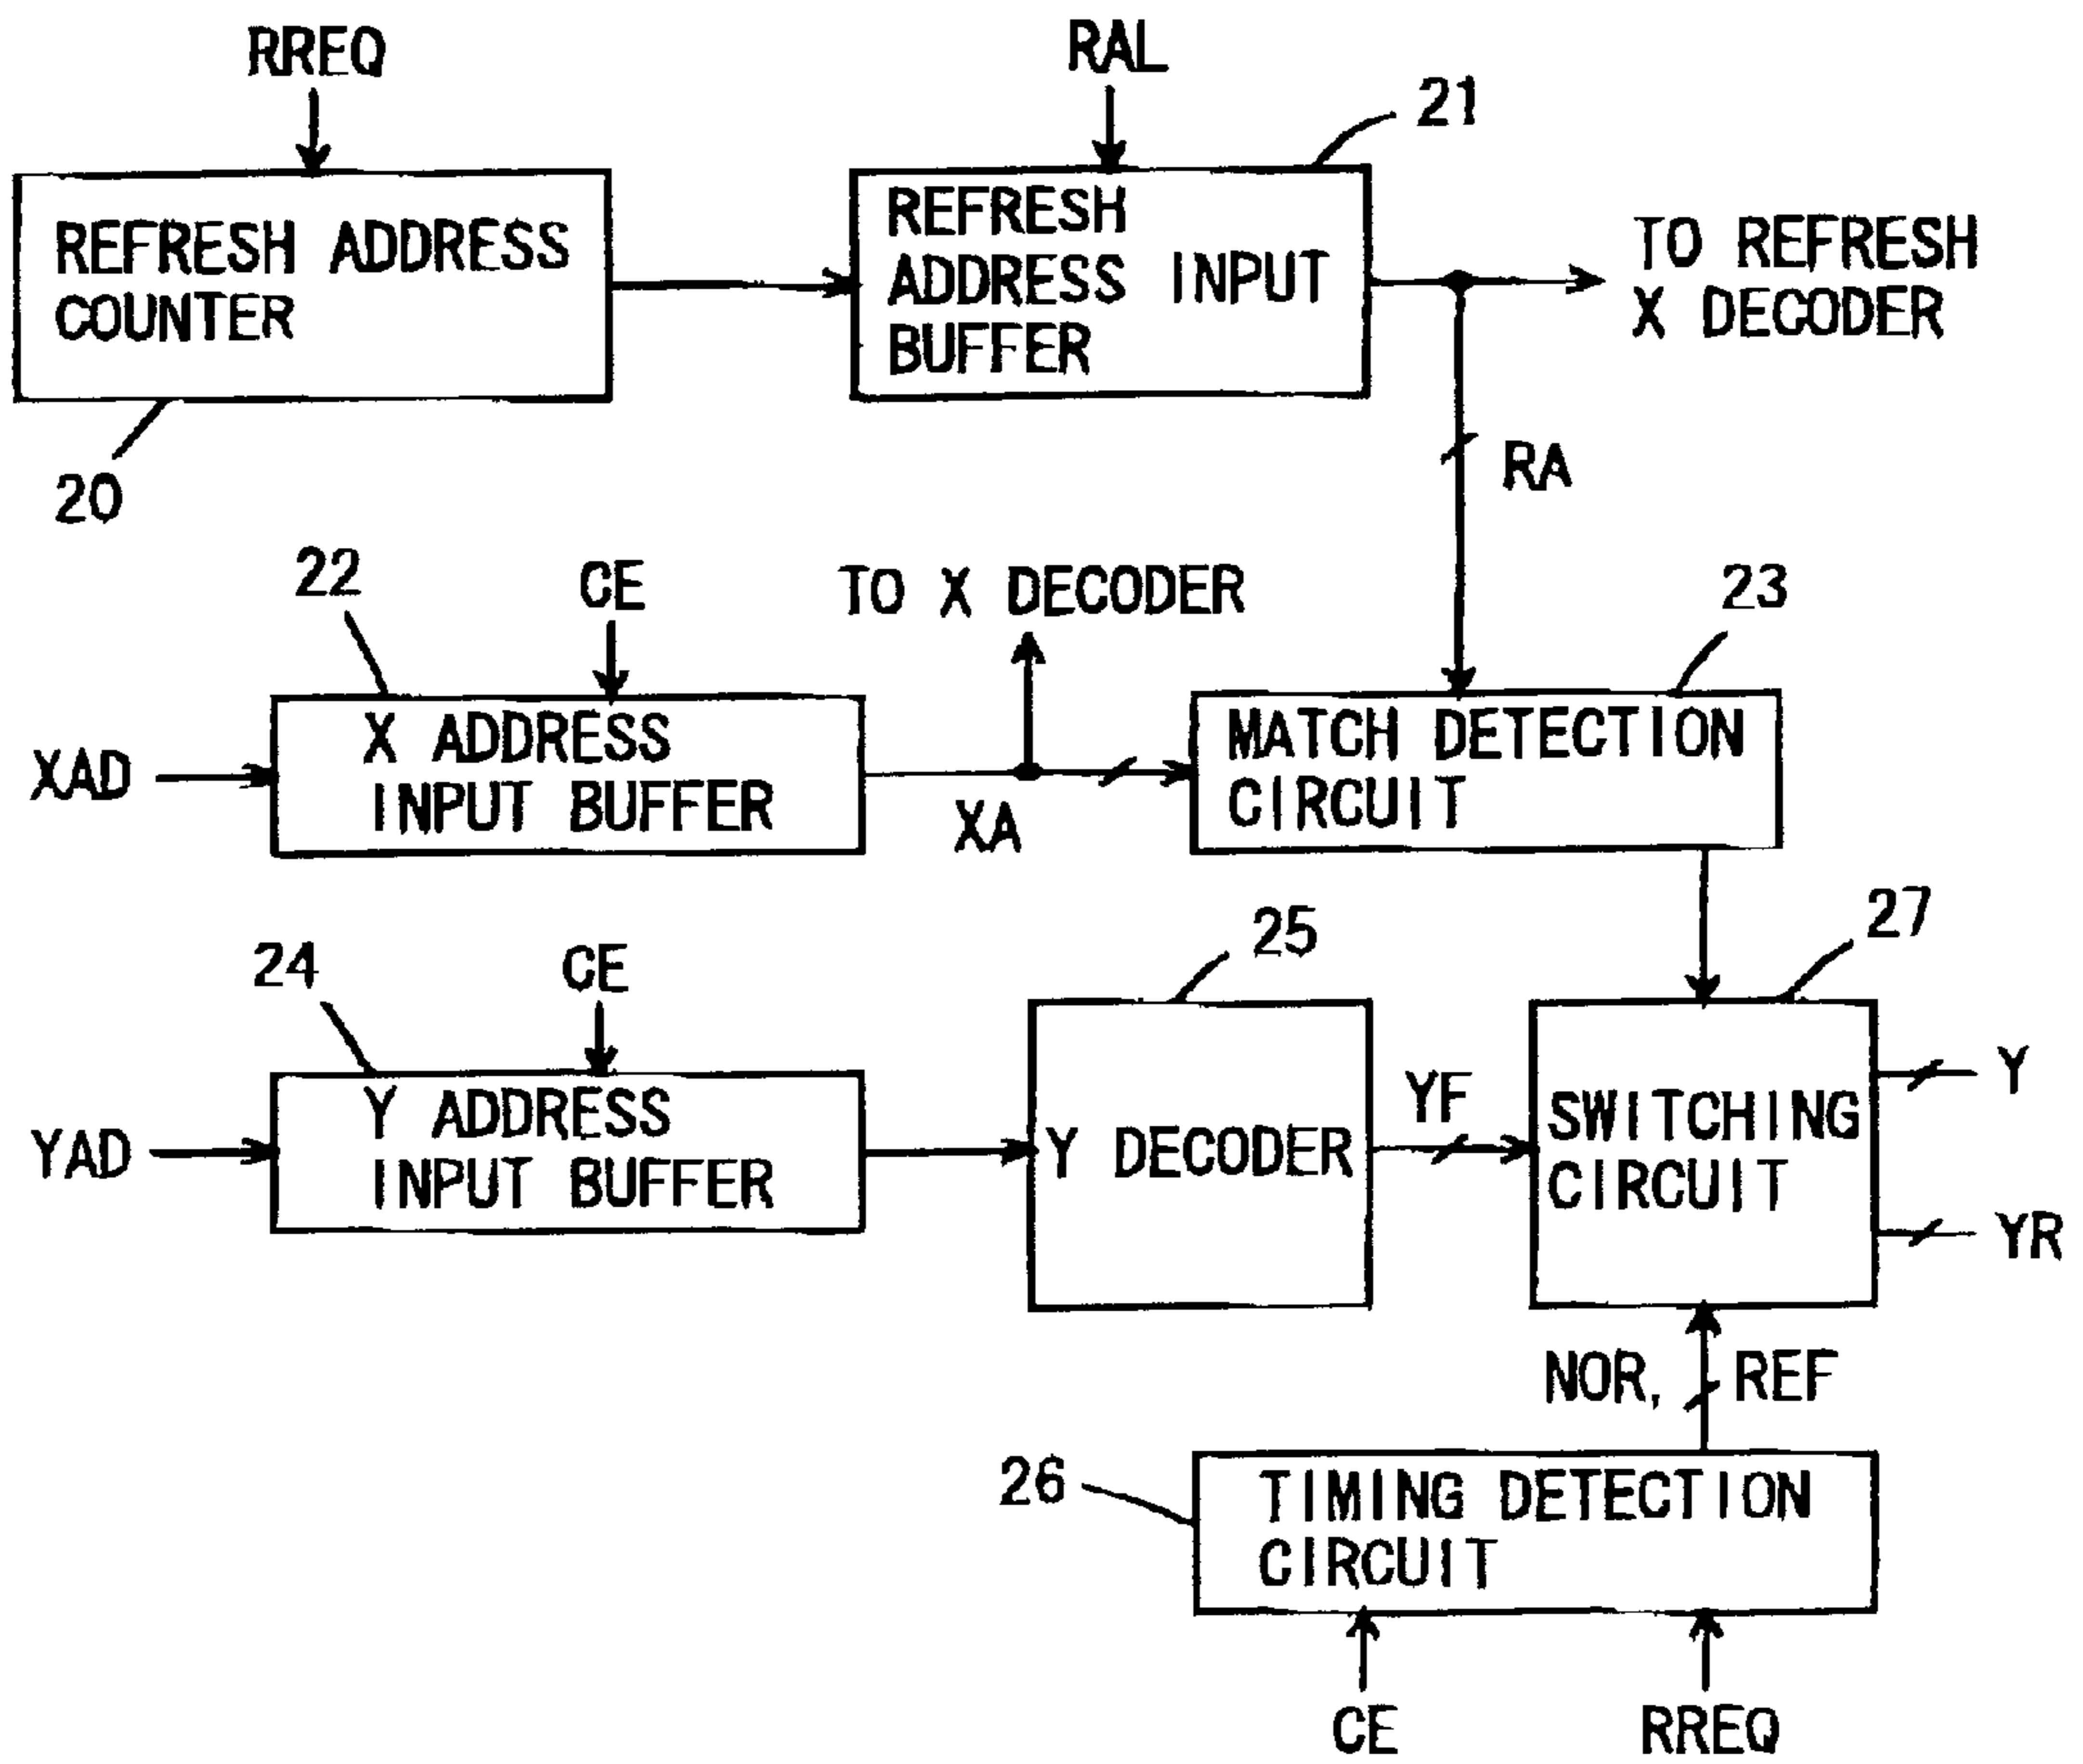 RREQ
RAL
21
REFRESH ADDRESS
COUNTER
REFRESH
ADDRESS INPUT
BUFFER
TO REFRESH
X DECODER
20
RA
22
CE
TO X DECODER
23
XAD
X ADDRESS
INPUT BUFFER
XA
MATCH DETECTION
CIRCUIT
24
CE
25
27
YAD
Y ADDRESS
INPUT BUFFER
Y DECODER
YF
SWITCHING
CIRCUIT
Y
YR
NOR, REF
26
TIMING DETECTION
CIRCUIT
CE
RREQ